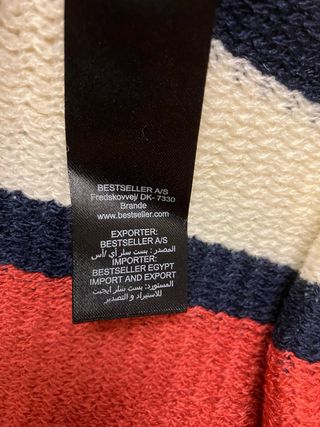 BESTSELLER A/S
Fredskovvej/ DK- 7330
Brande
www.bestseller.com
EXPORTER:
BESTSELLER A/S
المصدر : بست سلر أي /أس
IMPORTER:
BESTSELLER EGYPT
IMPORT AND EXPORT
المستورد: بست سلر ايجبت
للاستيراد و التصدير